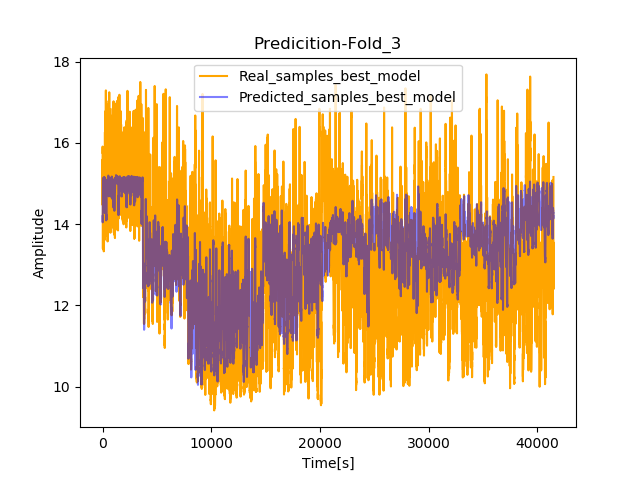 Predicition-Fold_3
Real_samples_best_model
Predicted_samples_best_model
18
16
14
12
10
Amplitude
0
10000
20000
30000
40000
Time[s]